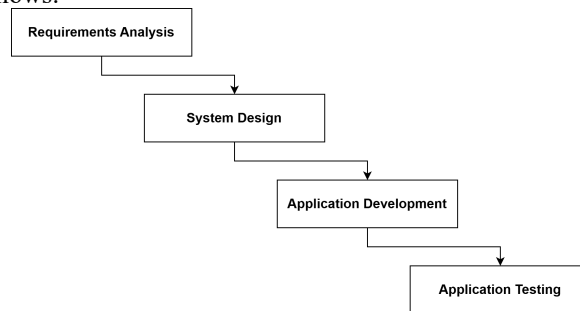 Requirements Analysis
System Design
Application Development
Application Testing